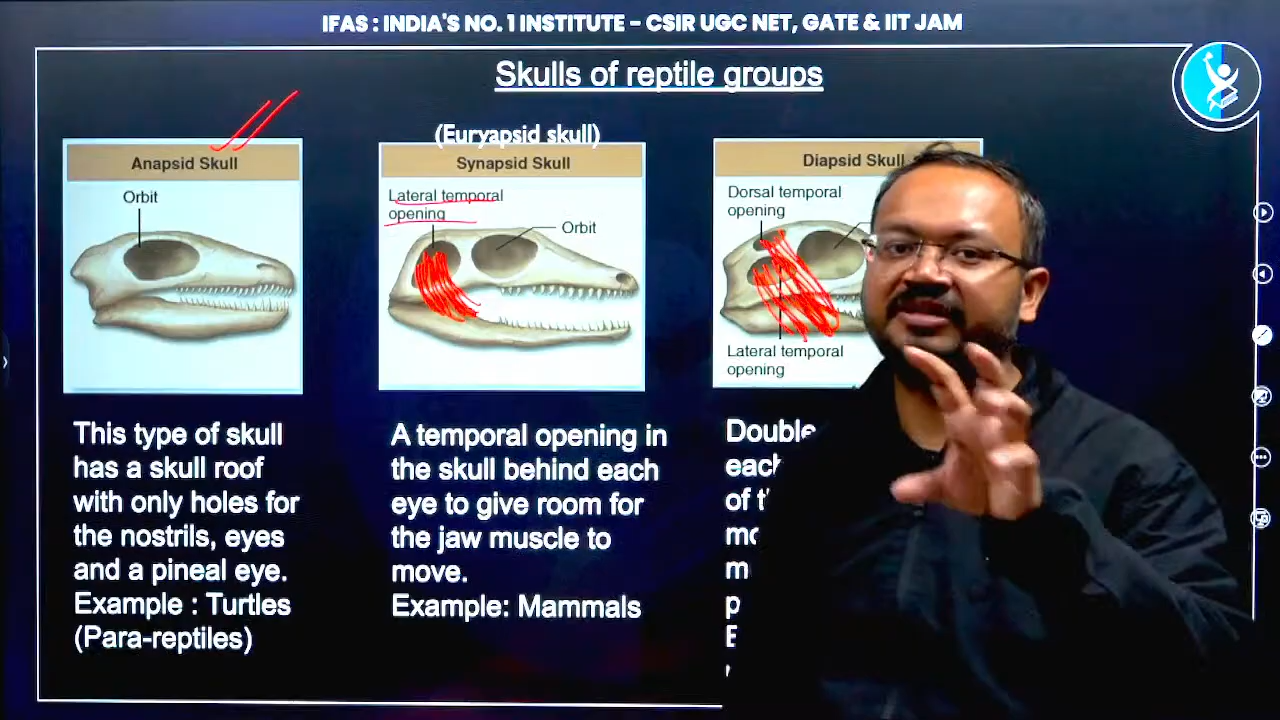 IFAS : INDIA'S NO. 1 INSTITUTE - CSIR UGC NET, GATE & IIT JAM
Skulls of reptile groups
(Euryapsid skull)
Anapsid Skull
Synapsid Skull
Diapsid Skull
Orbit
Lateral temporal
opening
Orbit
Dorsal temporal
opening
Lateral temporal
opening
This type of skull
has a skull roof
with only holes for
the nostrils, eyes
and a pineal eye.
Example : Turtles
(Para-reptiles)
A temporal opening in
the skull behind each
eye to give room for
the jaw muscle to
move.
Example: Mammals
Double
each
of